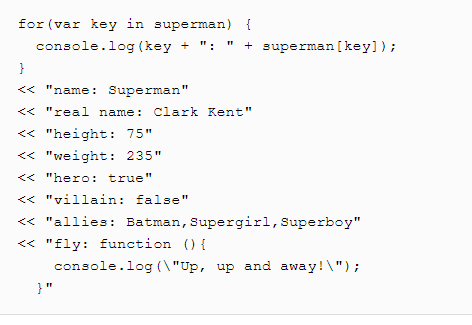 for(var key in superman) {
  console.log(key + ": " + superman[key]);
}
<< "name: Superman"
<< "real name: Clark Kent"
<< "height: 75"
<< "weight: 235"
<< "hero: true"
<< "villain: false"
<< "allies: Batman,Supergirl,Superboy"
<< "fly: function (){
    console.log(\"Up, up and away!\");
  }"